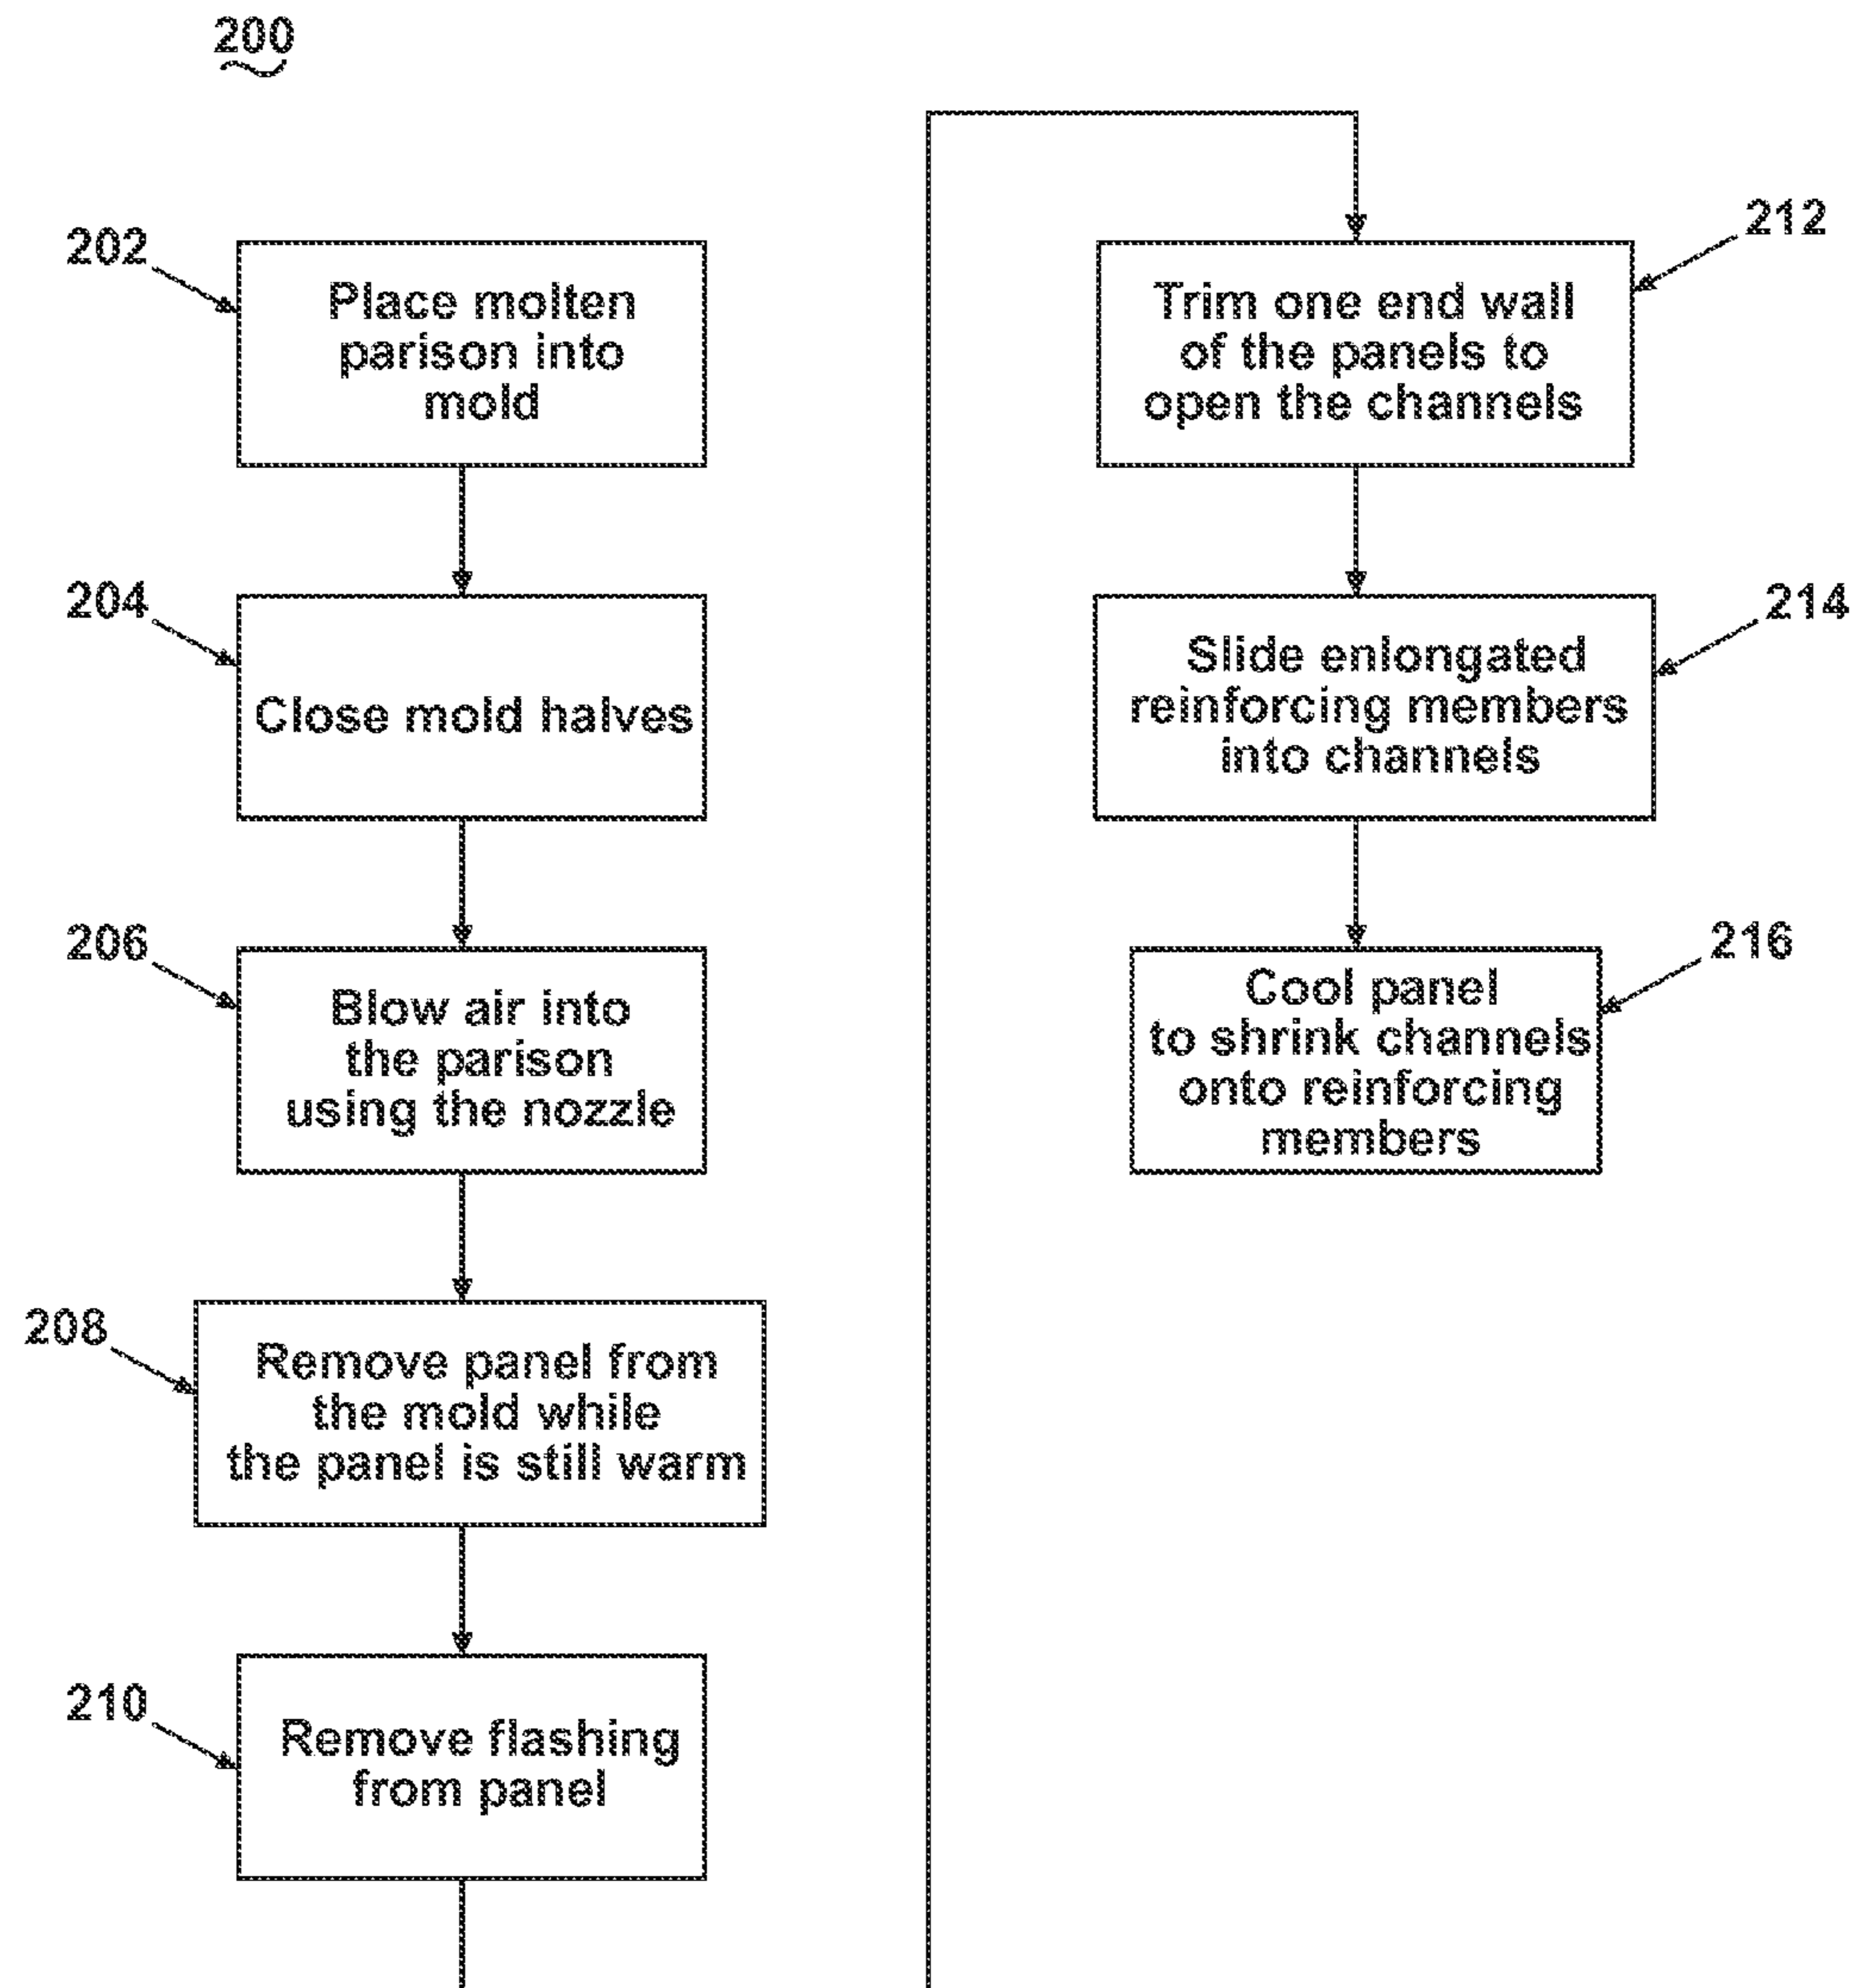 200
202
Place molten
parison into
mold
204
Close mold halves
206
Blow air into
the parison
using the nozzle
208
Remove panel from
the mold while
the panel is still warm
210
Remove flashing
from panel
212
Trim one end wall
of the panels to
open the channels
214
Slide enlongated
reinforcing members
into channels
216
Cool panel
to shrink channels
onto reinforcing
members